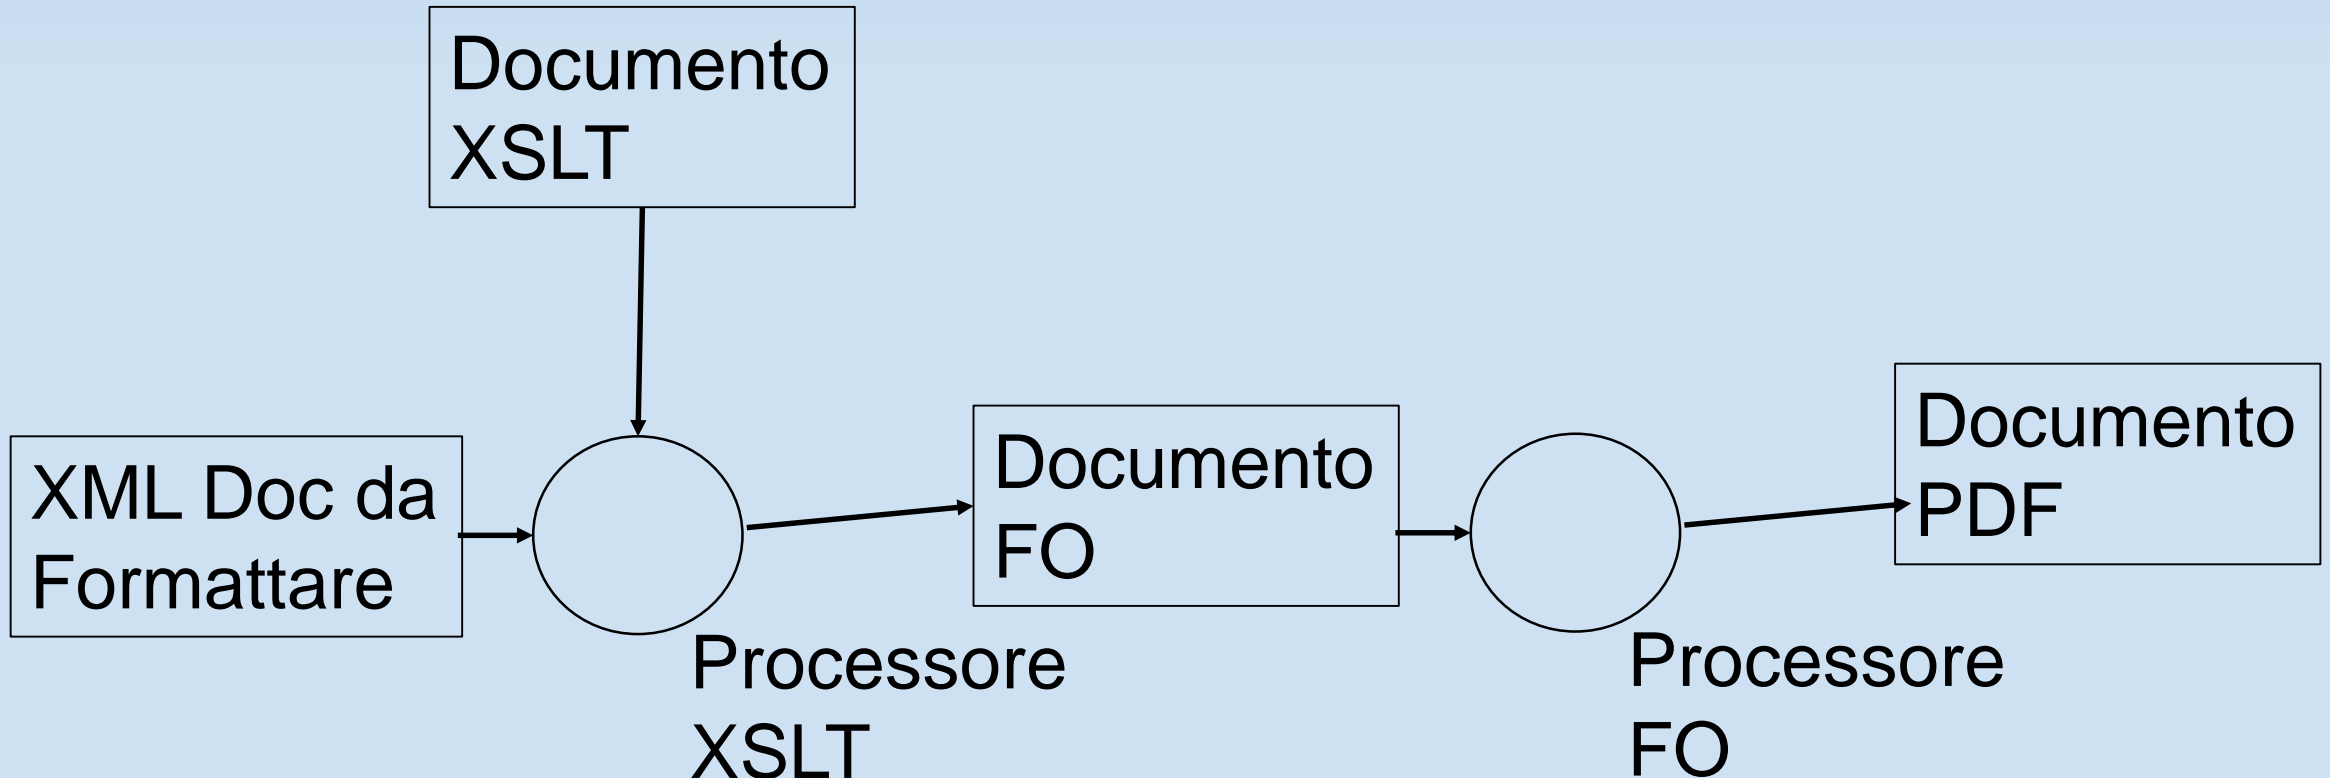 Documento
XSLT
XML Doc da
Formattare
Processore
XSLT
Documento
FO
Processore
FO
Documento
PDF